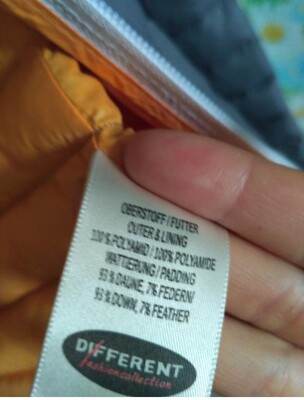 OBERSTOFF / FUTTER
OUTER & LINING
100 % POLYAMID / 100% POLYAMIDE
WATTIERUNG / PADDING
93 % DAUNE, 7% FEDERN/
93 % DOWN, 7% FEATHER
DIFFERENT
fashioncollection